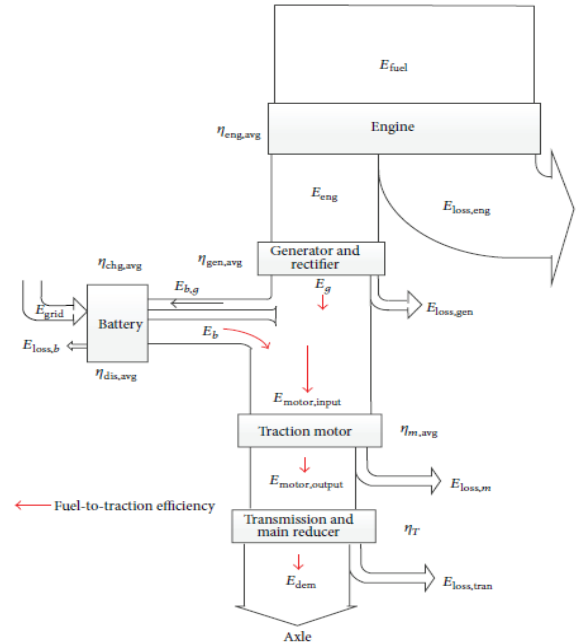 E_fuel
η_eng,avg
Engine
E_eng
E_loss,eng
η_chg,avg
η_gen,avg
Generator and
rectifier
E_b,g
E_g
E_grid
E_loss,gen
Battery
E_b
E_loss,b
η_dis,avg
E_motor,input
Traction motor
η_m,avg
E_motor,output
E_loss,m
Fuel-to-traction efficiency
Transmission and
main reducer
η_T
E_dem
E_loss,tran
Axle